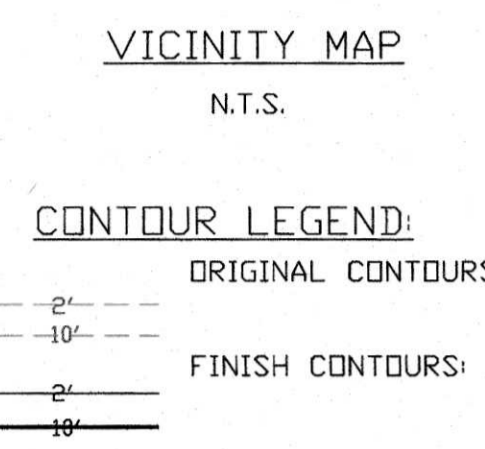 VICINITY MAP
N.T.S.
CONTOUR LEGEND:
ORIGINAL CONTOURS
2'
10'
FINISH CONTOURS:
2'
10'